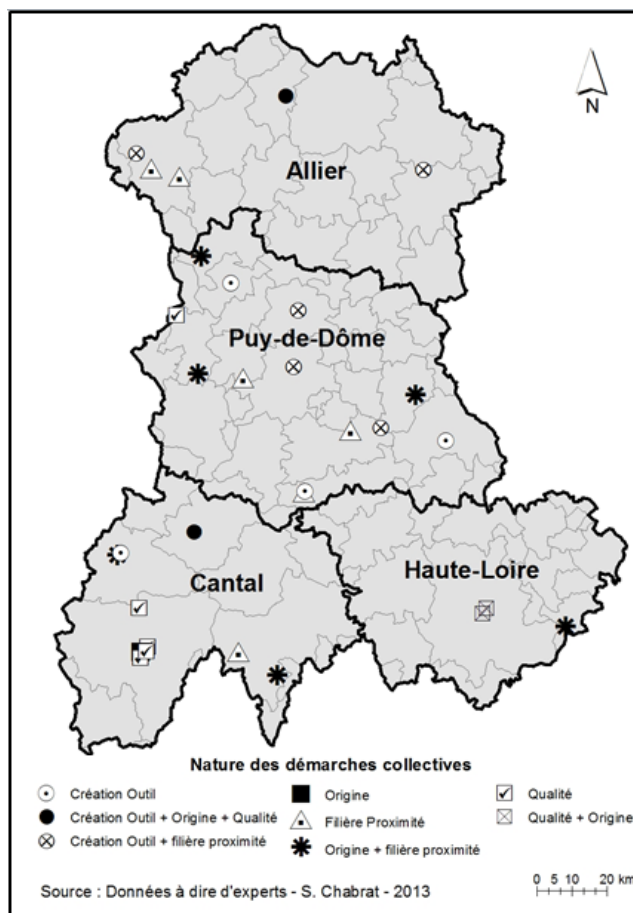 N
Allier
Puy-de-Dôme
Cantal
Haute-Loire
Nature des démarches collectives
Création Outil
Origine
Qualité
Création Outil + Origine + Qualité
Filière Proximité
Qualité + Origine
Création Outil + filière proximité
Origine + filière proximité
Source : Données à dire d'experts - S. Chabrat - 2013
0 5 10 20 km